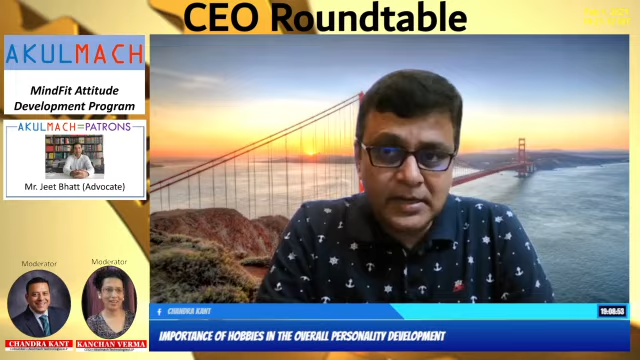 CEO Roundtable
AKULMACH
MindFit Attitude
Development Program
AKULMACH=PATRONS
Mr. Jeet Bhatt (Advocate)
Moderator
Moderator
CHANDRA KANT
KANCHAN VERMA
CHANDRA KANT
19:08:53
IMPORTANCE OF HOBBIES IN THE OVERALL PERSONALITY DEVELOPMENT